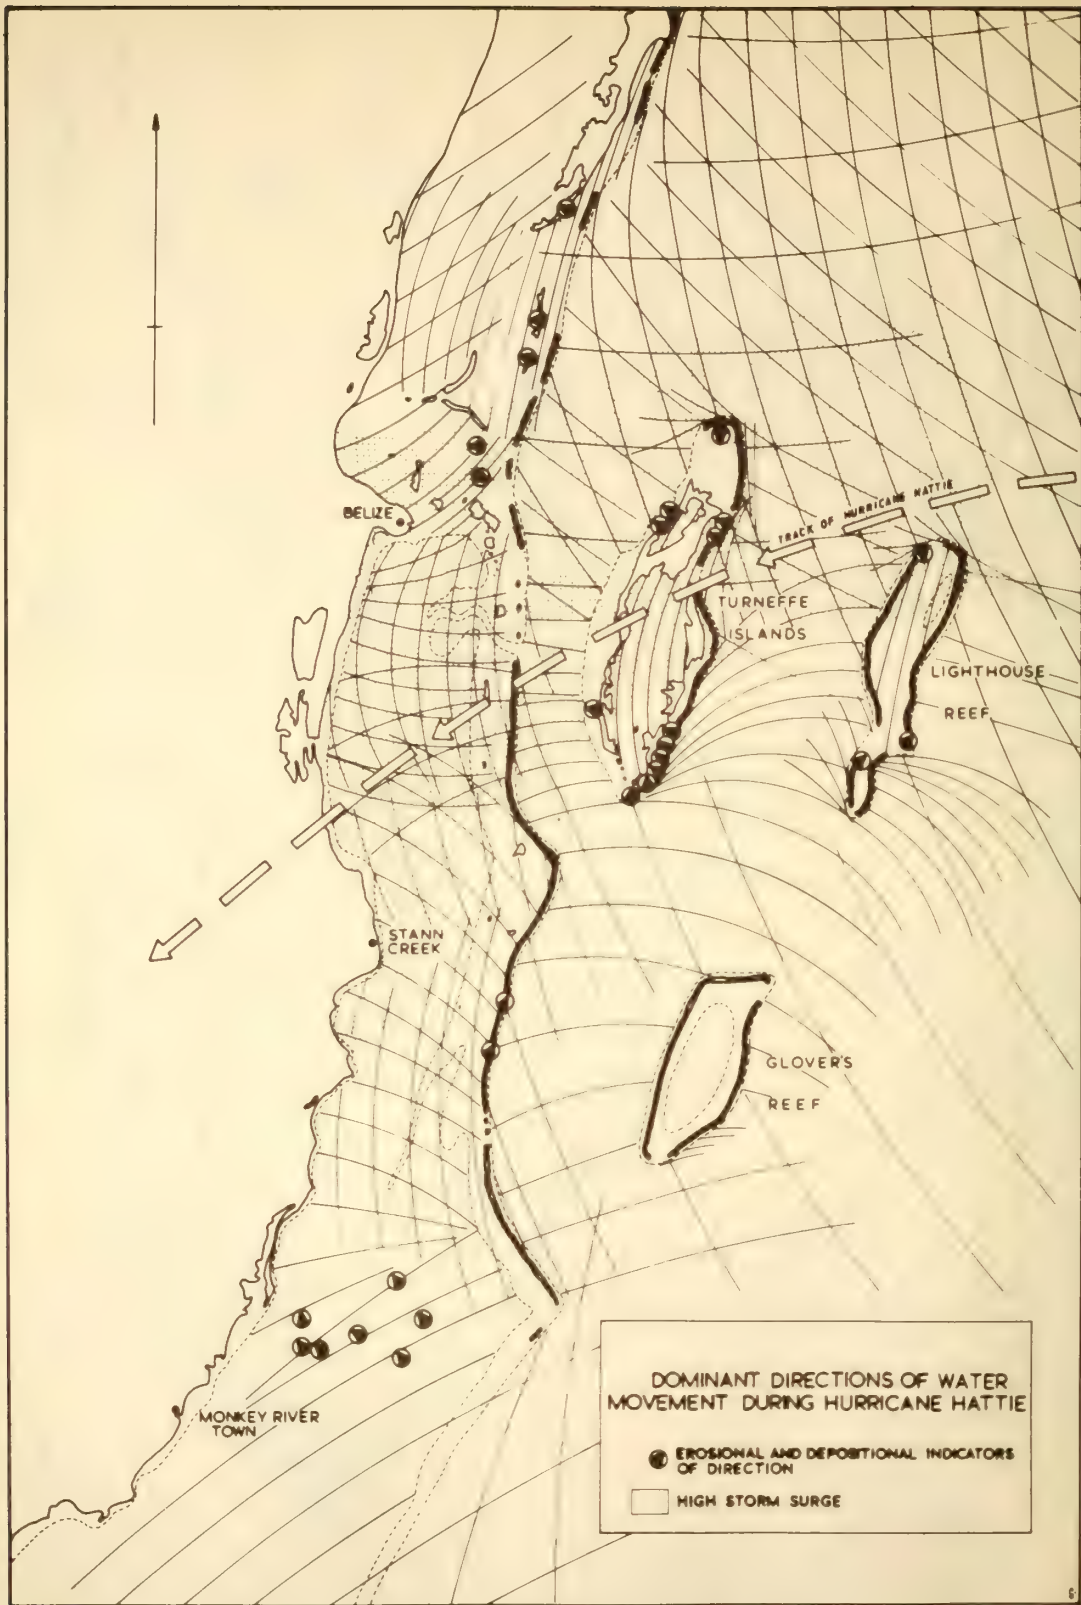 BELIZE
TRACK OF HURRICANE HATTIE
TURNEFFE
ISLANDS
LIGHTHOUSE
REEF
STANN
CREEK
GLOVER'S
REEF
MONKEY RIVER
TOWN
DOMINANT DIRECTIONS OF WATER
MOVEMENT DURING HURRICANE HATTIE
EROSIONAL AND DEPOSITIONAL INDICATORS
OF DIRECTION
HIGH STORM SURGE